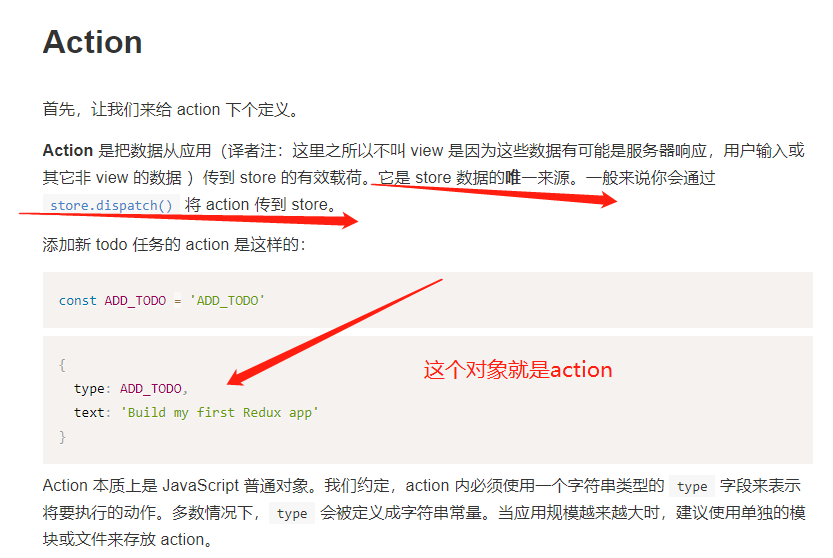 Action
首先，让我们来给 action 下个定义。
Action 是把数据从应用（译者注：这里之所以不叫 view 是因为这些数据有可能是服务器响应，用户输入或
其它非 view 的数据 ）传到 store 的有效载荷。它是 store 数据的唯一来源。一般来说你会通过
store.dispatch() 将 action 传到 store。
添加新 todo 任务的 action 是这样的：
const ADD_TODO = 'ADD_TODO'
{
type: ADD_TODO,
这个对象就是action
text: 'Build my first Redux app'
}
Action 本质上是 JavaScript 普通对象。我们约定，action 内必须使用一个字符串类型的 type 字段来表示
将要执行的动作。多数情况下，type 会被定义成字符串常量。当应用规模越来越大时，建议使用单独的模
块或文件来存放 action。